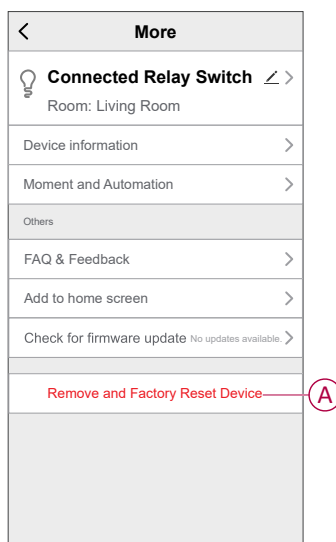 More
Connected Relay Switch
Room: Living Room
Device information
Moment and Automation
Others
FAQ & Feedback
Add to home screen
Check for firmware update No updates available.
Remove and Factory Reset Device A